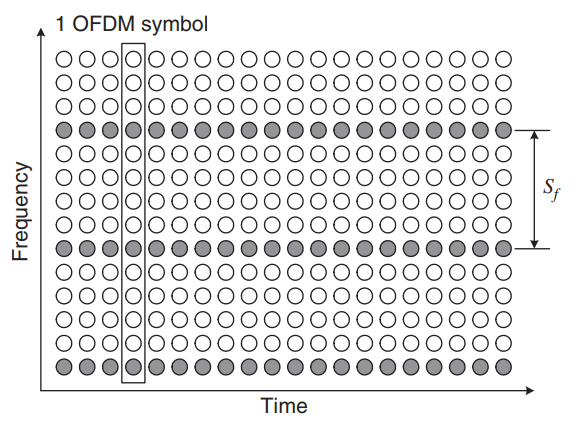 1 OFDM symbol
Frequency
S_f
Time